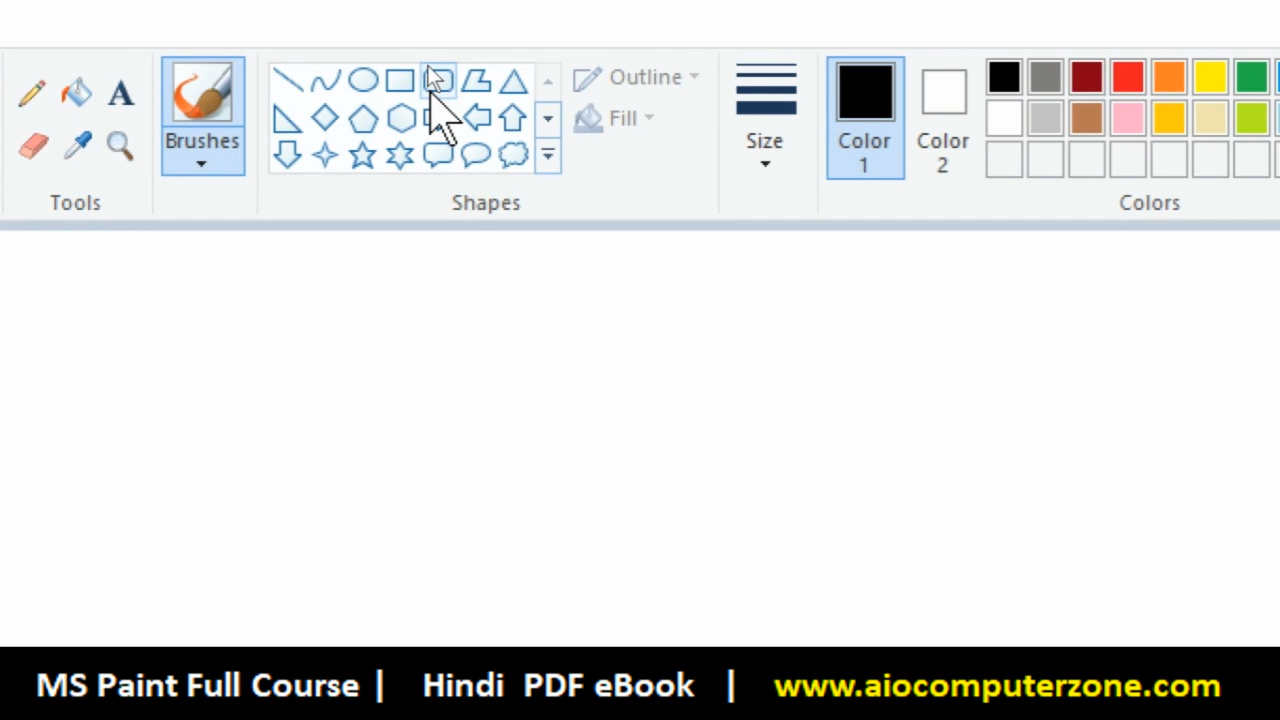 Outline
Fill
Brushes
Size
Color
1
Color
2
Tools
Shapes
Colors
MS Paint Full Course | Hindi PDF eBook | www.aiocomputerzone.com